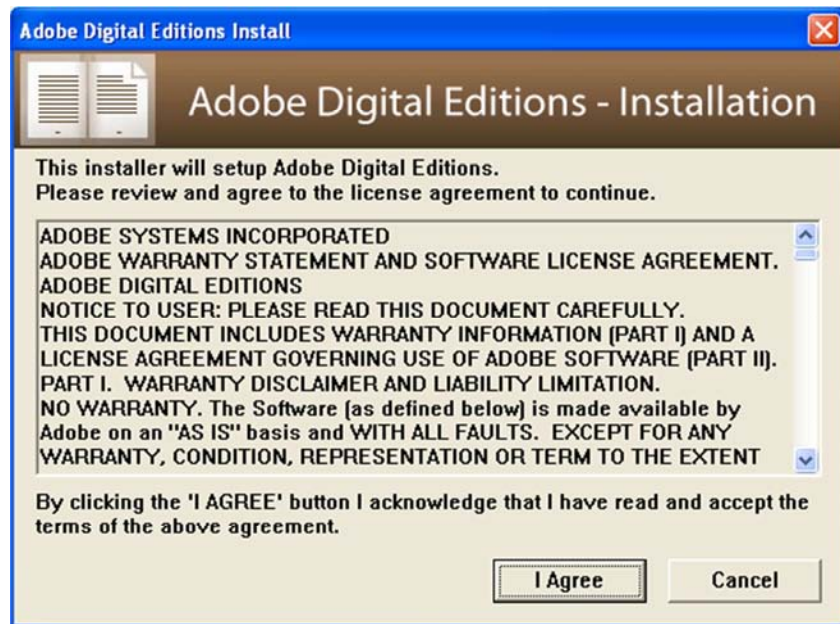 Adobe Digital Editions Install
Adobe Digital Editions - Installation
This installer will setup Adobe Digital Editions.
Please review and agree to the license agreement to continue.
ADOBE SYSTEMS INCORPORATED
ADOBE WARRANTY STATEMENT AND SOFTWARE LICENSE AGREEMENT.
ADOBE DIGITAL EDITIONS
NOTICE TO USER: PLEASE READ THIS DOCUMENT CAREFULLY.
THIS DOCUMENT INCLUDES WARRANTY INFORMATION (PART I) AND A
LICENSE AGREEMENT GOVERNING USE OF ADOBE SOFTWARE (PART II).
PART I.  WARRANTY DISCLAIMER AND LIABILITY LIMITATION.
NO WARRANTY. The Software (as defined below) is made available by
Adobe on an "AS IS" basis and WITH ALL FAULTS.  EXCEPT FOR ANY
WARRANTY, CONDITION, REPRESENTATION OR TERM TO THE EXTENT
By clicking the 'I AGREE' button I acknowledge that I have read and accept the
terms of the above agreement.
I Agree
Cancel